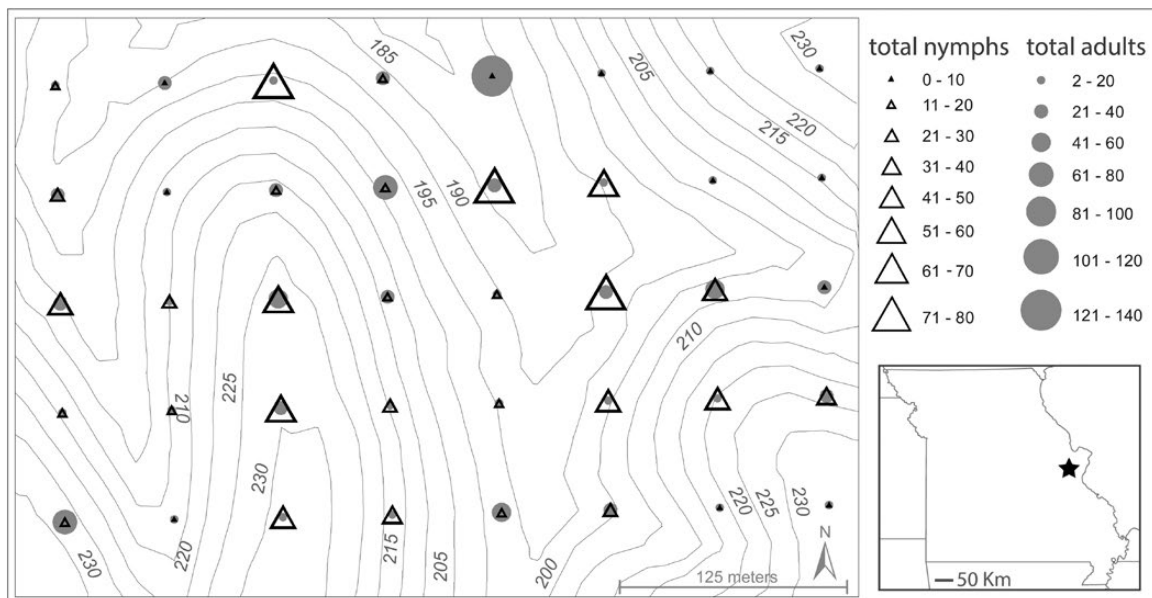 total nymphs
0 - 10
11 - 20
21 - 30
31 - 40
41 - 50
51 - 60
61 - 70
71 - 80
total adults
2 - 20
21 - 40
41 - 60
61 - 80
81 - 100
101 - 120
121 - 140
185
205
230
220
215
190
195
210
225
210
230
220
225
230
230
220
215
205
200
N
125 meters
50 Km